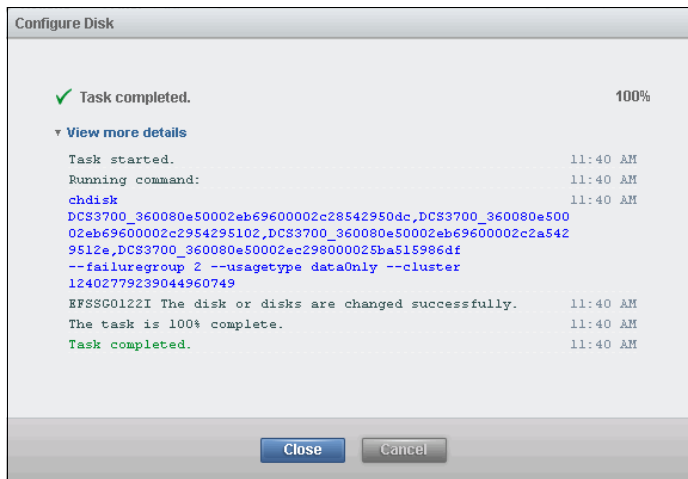 Configure Disk
Task completed. 100%
View more details
Task started. 11:40 AM
Running command: 11:40 AM
chdisk 11:40 AM
DCS3700_360080e50002eb69600002c28542950dc,DCS3700_360080e500
02eb69600002c2954295102,DCS3700_360080e50002eb69600002c2a542
9512e,DCS3700_360080e50002ec298000025ba515986df
--failuregroup 2 --usagetype dataOnly --cluster
12402779239044960749
EFSSG0122I The disk or disks are changed successfully. 11:40 AM
The task is 100% complete. 11:40 AM
Task completed. 11:40 AM
Close Cancel